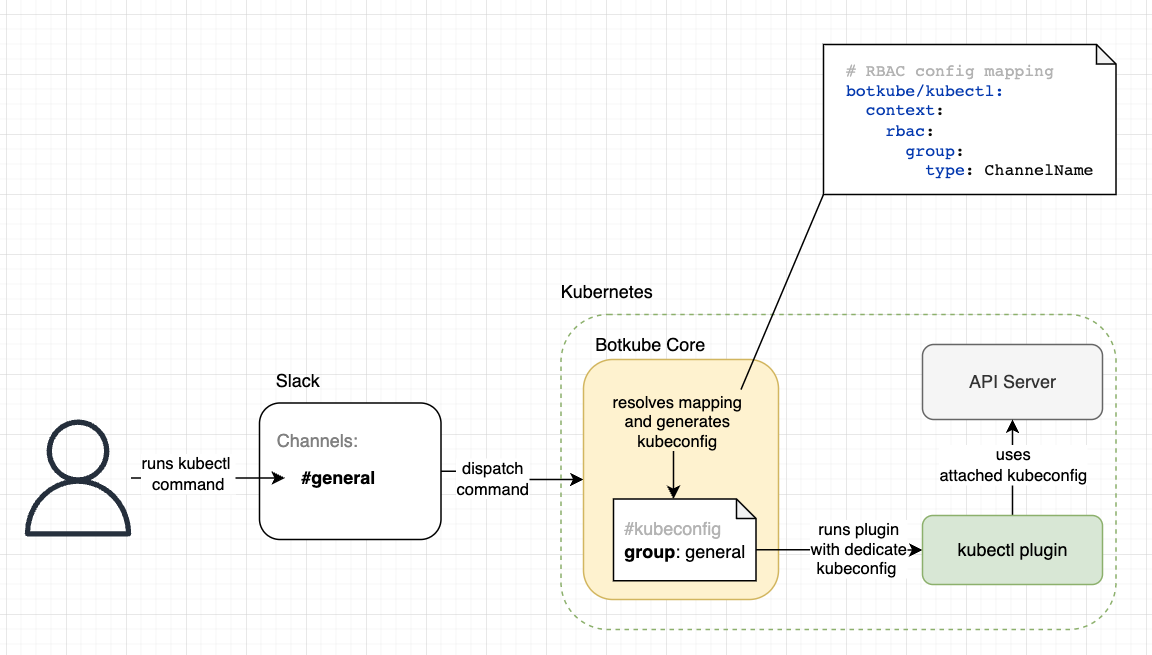 # RBAC config mapping
botkube/kubectl:
context:
rbac:
group:
type: ChannelName
Kubernetes
Botkube Core
Slack
Channels:
#general
runs kubectl
command
dispatch
command
resolves mapping
and generates
kubeconfig
#kubeconfig
group: general
runs plugin
with dedicate
kubeconfig
API Server
uses
attached kubeconfig
kubectl plugin